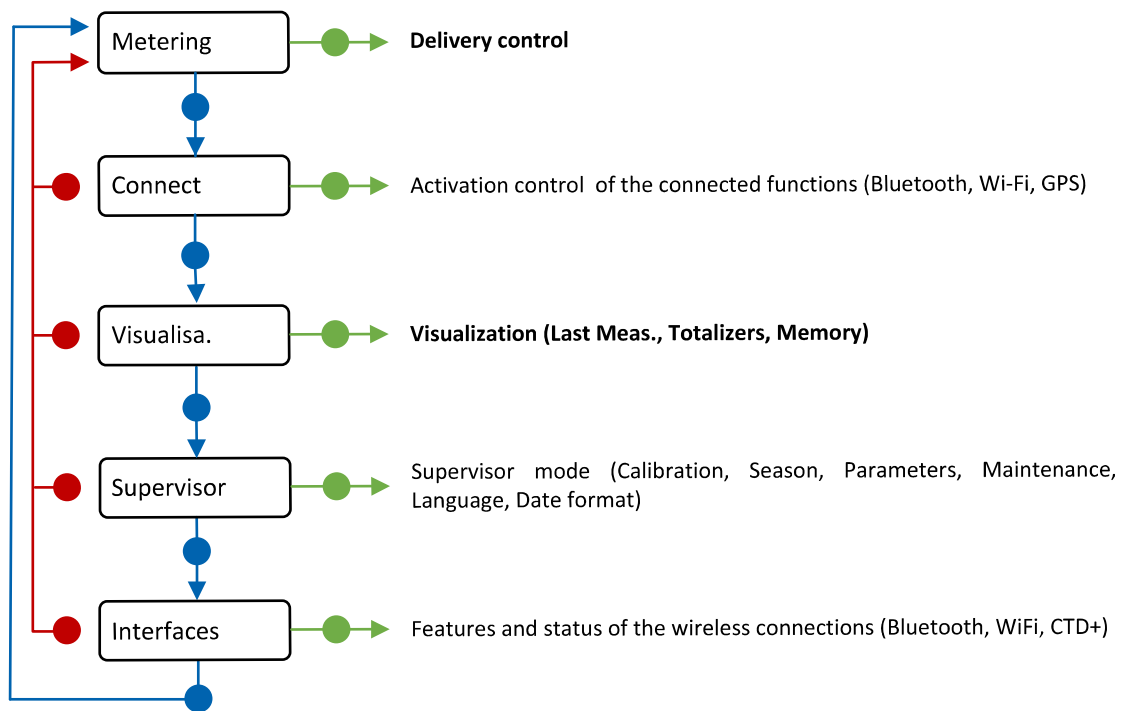 Metering
Delivery control
Connect
Activation control of the connected functions (Bluetooth, Wi-Fi, GPS)
Visualisa.
Visualization (Last Meas., Totalizers, Memory)
Supervisor
Supervisor mode (Calibration, Season, Parameters, Maintenance,
Language, Date format)
Interfaces
Features and status of the wireless connections (Bluetooth, WiFi, CTD+)